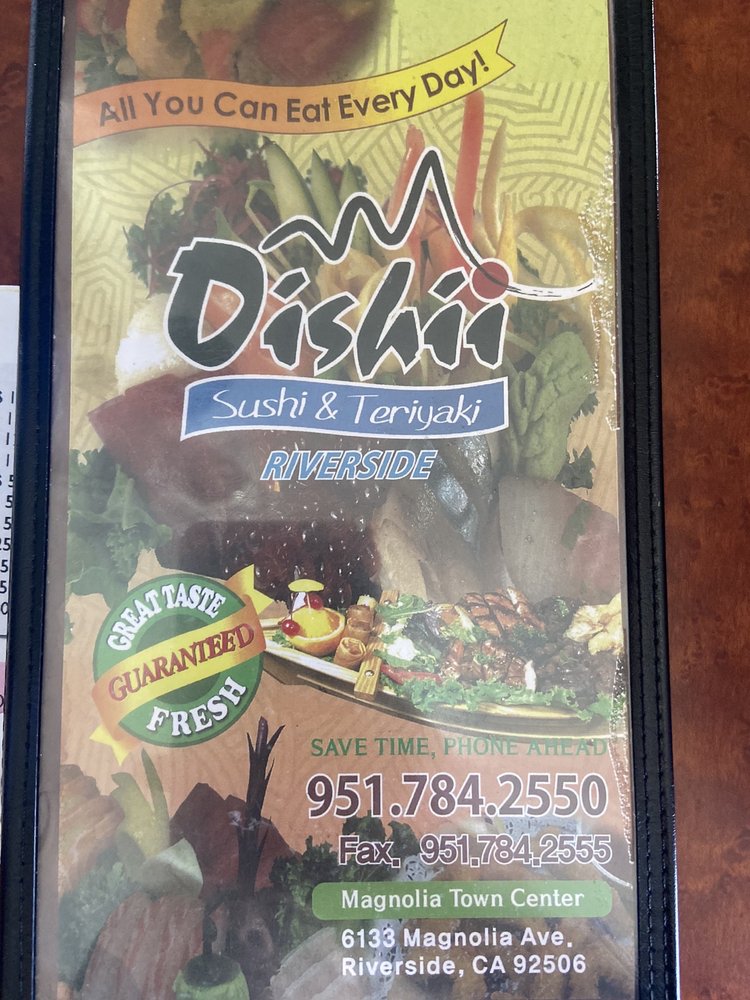 All You Can Eat Every Day!
Oishii
Sushi & Teriyaki
RIVERSIDE
GREAT TASTE
GUARANTEED
FRESH
SAVE TIME, PHONE AHEAD
951.784.2550
Fax. 951.784.2555
Magnolia Town Center
6133 Magnolia Ave.
Riverside, CA 92506